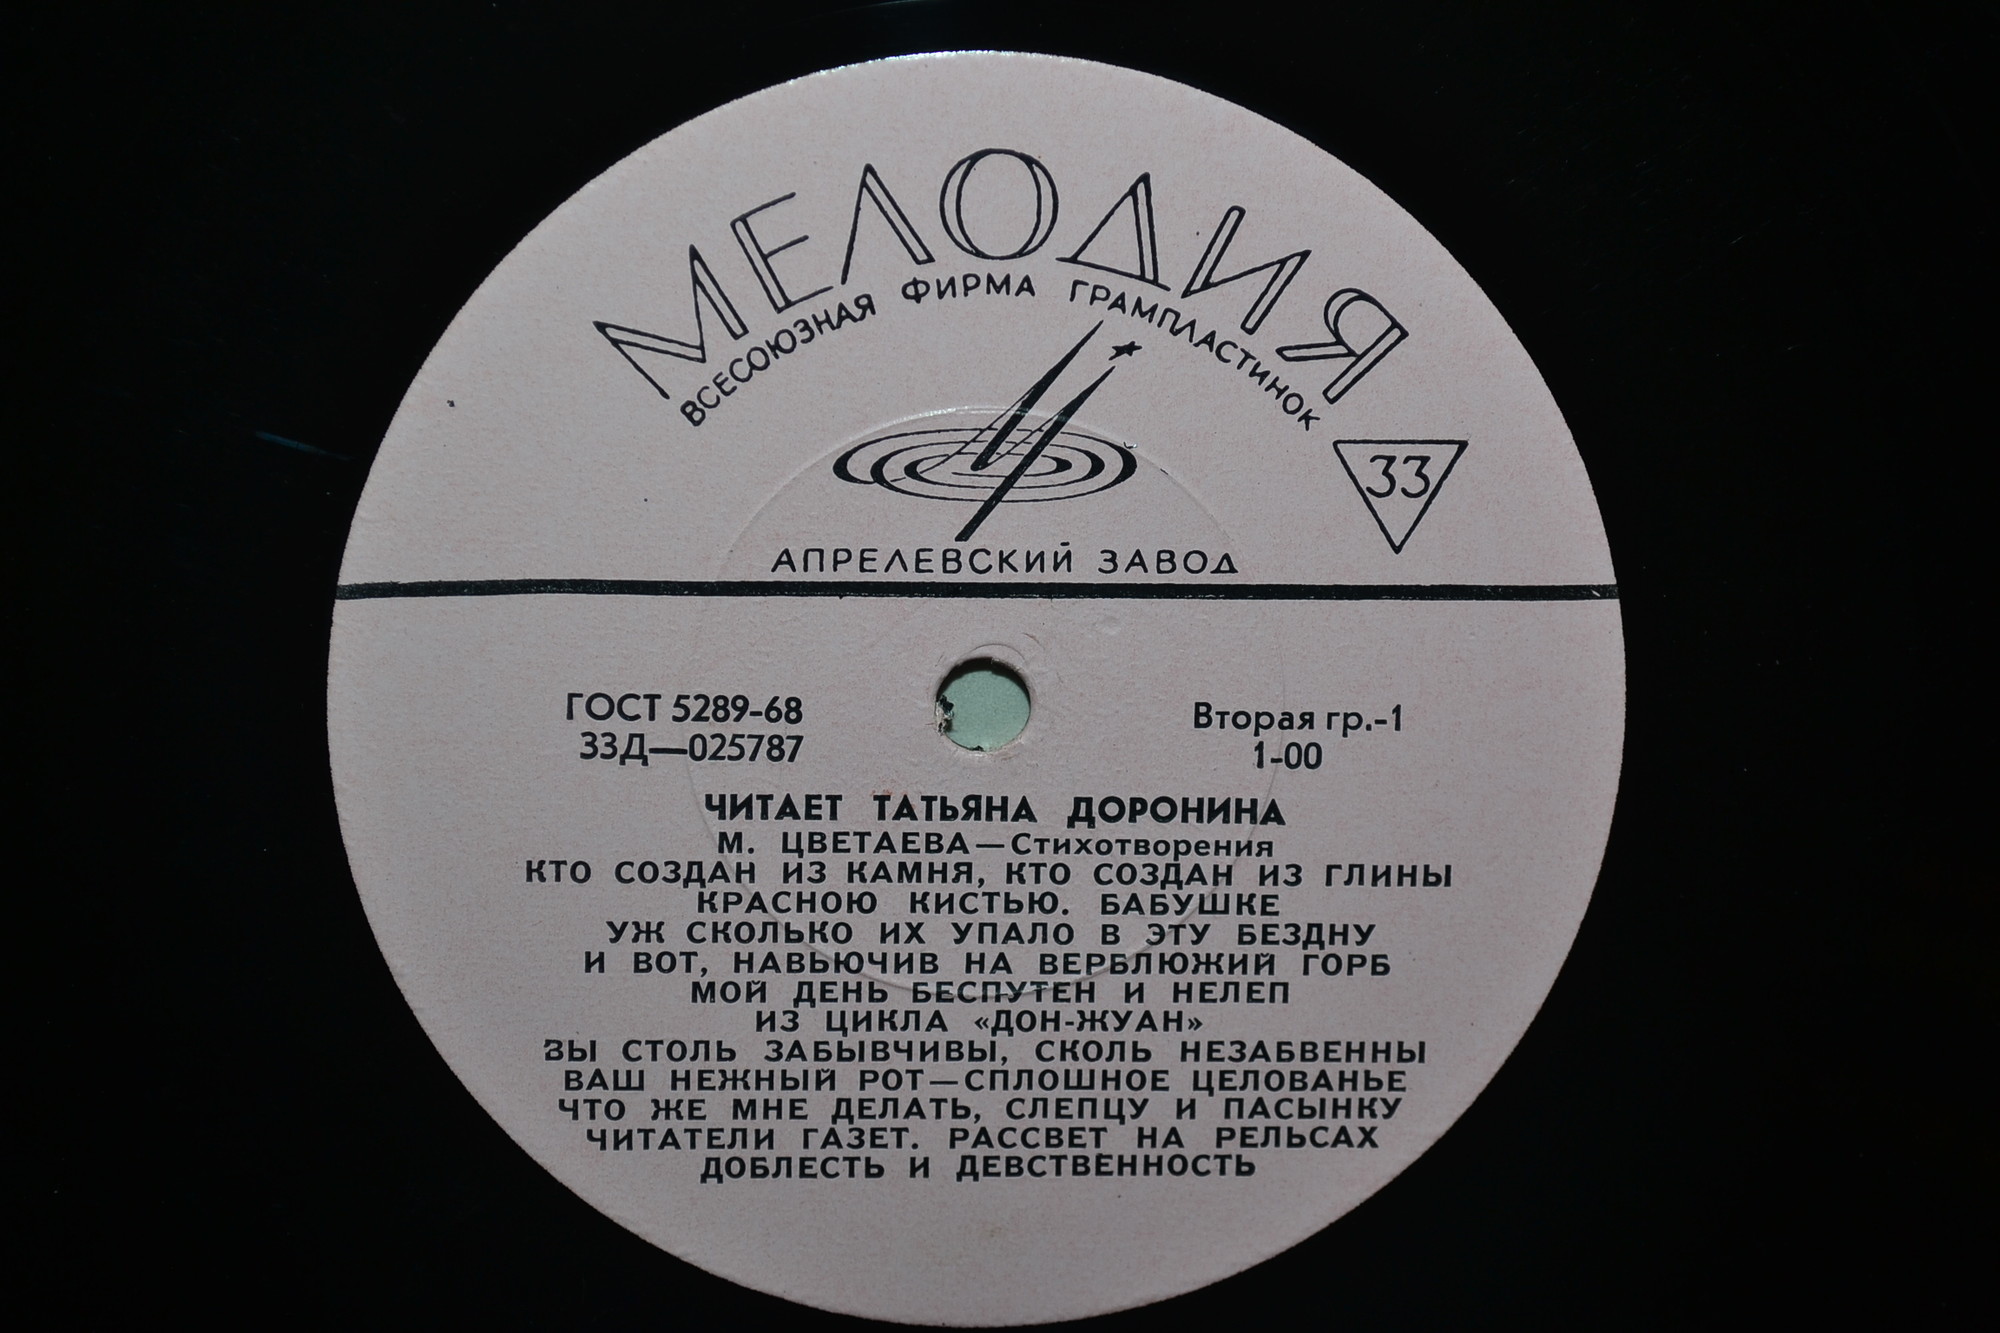 МЕЛОДИЯ
ВСЕСОЮЗНАЯ ФИРМА ГРАМПЛАСТИНОК
33
АПРЕЛЕВСКИЙ ЗАВОД
ГОСТ 5289-68
33Д—025787
Вторая гр.-1
1-00
ЧИТАЕТ ТАТЬЯНА ДОРОНИНА
М. ЦВЕТАЕВА—Стихотворения
КТО СОЗДАН ИЗ КАМНЯ, КТО СОЗДАН ИЗ ГЛИНЫ
КРАСНОЮ КИСТЬЮ. БАБУШКЕ
УЖ СКОЛЬКО ИХ УПАЛО В ЭТУ БЕЗДНУ
И ВОТ, НАВЬЮЧИВ НА ВЕРБЛЮЖИЙ ГОРБ
МОЙ ДЕНЬ БЕСПУТЕН И НЕЛЕП
ИЗ ЦИКЛА «ДОН-ЖУАН»
ВЫ СТОЛЬ ЗАБЫВЧИВЫ, СКОЛЬ НЕЗАБВЕННЫ
ВАШ НЕЖНЫЙ РОТ—СПЛОШНОЕ ЦЕЛОВАНЬЕ
ЧТО ЖЕ МНЕ ДЕЛАТЬ, СЛЕПЦУ И ПАСЫНКУ
ЧИТАТЕЛИ ГАЗЕТ. РАССВЕТ НА РЕЛЬСАХ
ДОБЛЕСТЬ И ДЕВСТВЕННОСТЬ